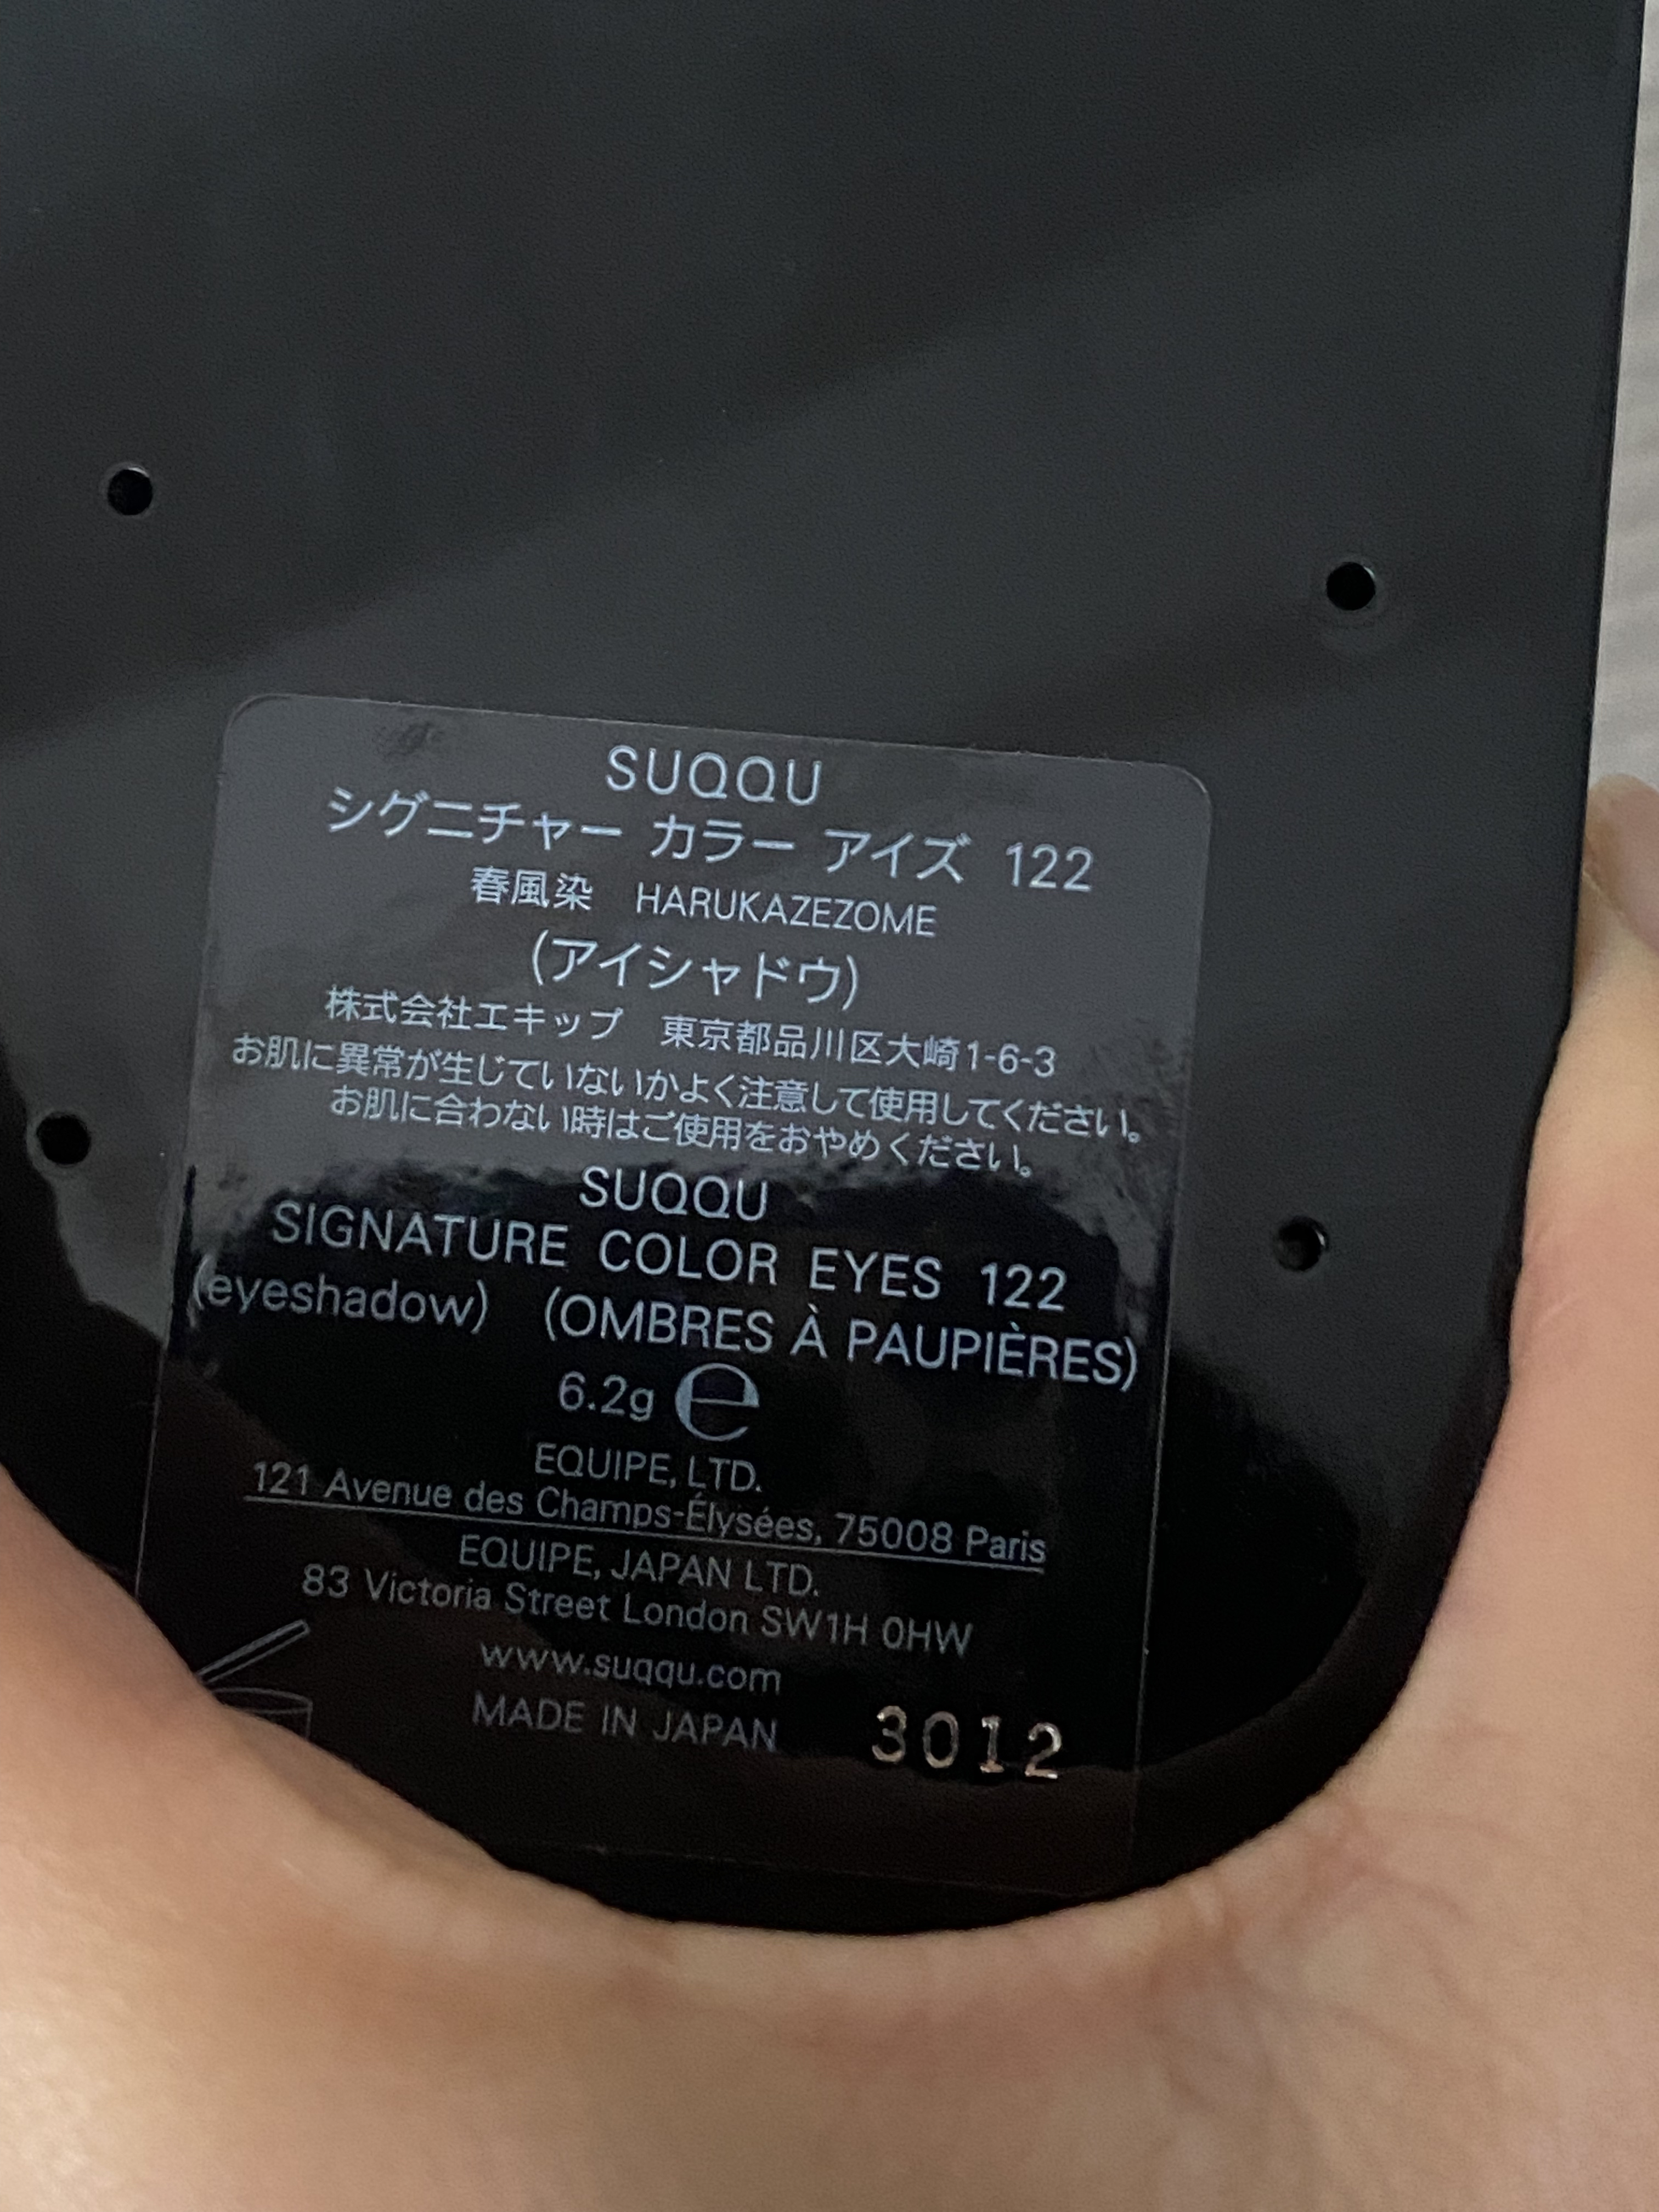 SUQQU
シグニチャー カラー アイズ 122
春風染 HARUKAZEZOME
(アイシャドウ)
株式会社エキップ 東京都品川区大崎1-6-3
お肌に異常が生じていないかよく注意して使用してください。
お肌に合わない時はご使用をおやめください。
SUQQU
SIGNATURE COLOR EYES 122
(eyeshadow) (OMBRES À PAUPIÈRES)
6.2g ℮
EQUIPE, LTD.
121 Avenue des Champs-Élysées, 75008 Paris
EQUIPE, JAPAN LTD.
83 Victoria Street London SW1H 0HW
www.suqqu.com
MADE IN JAPAN 3012